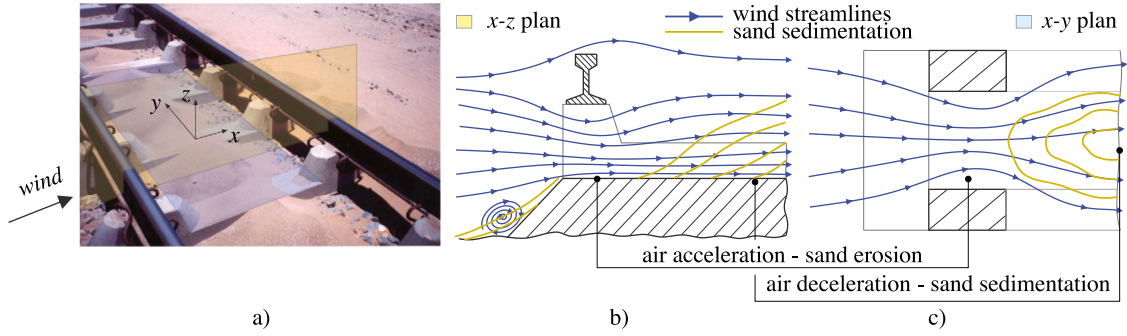 x-z plan
b)
wind streamlines
sand sedimentation
c)
x-y plan
z
y
x
wind
air acceleration - sand erosion
air deceleration - sand sedimentation
a)
b)
c)